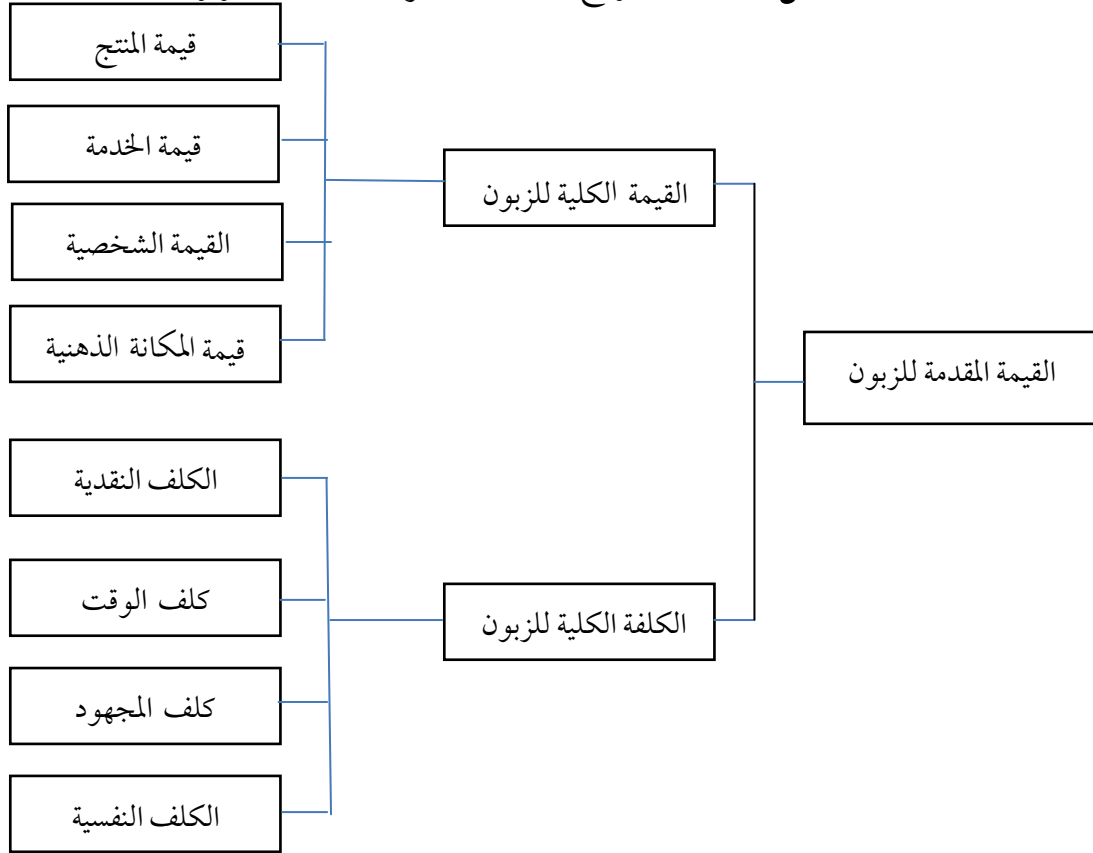 القيمة المقدمة للزبون
القيمة الكلية للزبون
قيمة المنتج
قيمة الخدمة
القيمة الشخصية
قيمة المكانة الذهنية
الكلفة الكلية للزبون
الكلف النقدية
كلف الوقت
كلف المجهود
الكلف النفسية